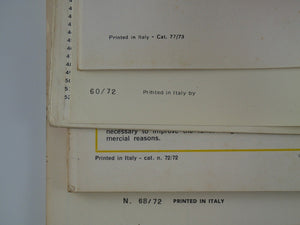 Printed in Italy - Cat. 77/73
60/72 Printed in Italy by
necessary to improve the
mercial reasons.
Printed in Italy - cat. n. 72/72
N. 68/72 PRINTED IN ITALY